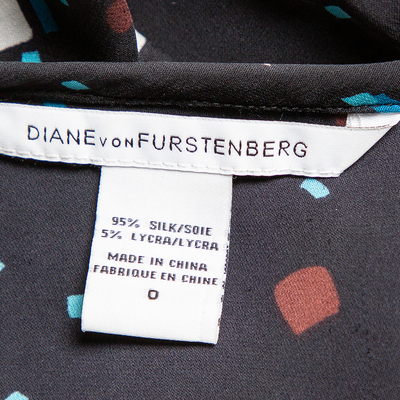 DIANE VON FURSTENBERG
95% SILK/SOIE
5% LYCRA/LYCRA
MADE IN CHINA
FABRIQUE EN CHINE
0